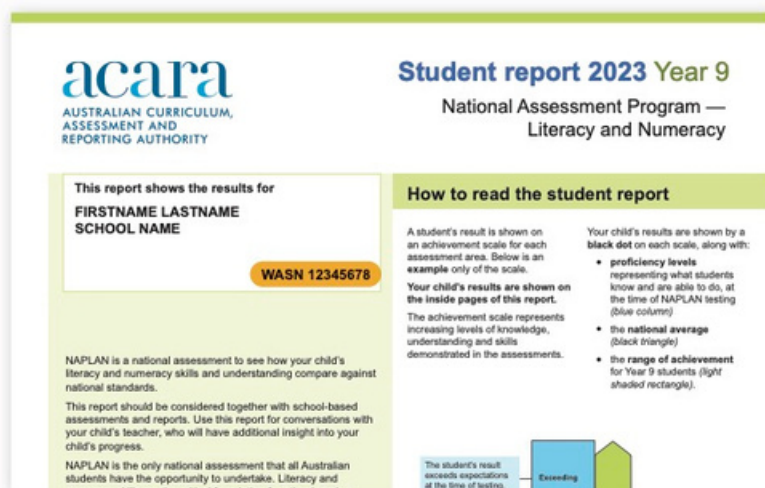 acara
AUSTRALIAN CURRICULUM,
ASSESSMENT AND
REPORTING AUTHORITY
Student report 2023 Year 9
National Assessment Program —
Literacy and Numeracy
This report shows the results for
FIRSTNAME LASTNAME
SCHOOL NAME
WASN 12345678
NAPLAN is a national assessment to see how your child's
literacy and numeracy skills and understanding compare against
national standards.
This report should be considered together with school-based
assessments and reports. Use this report for conversations with
your child's teacher, who will have additional insight into your
child's progress.
NAPLAN is the only national assessment that all Australian
students have the opportunity to undertake. Literacy and
How to read the student report
A student's result is shown on
an achievement scale for each
assessment area. Below is an
example only of the scale.
Your child's results are shown on
the inside pages of this report.
The achievement scale represents
increasing levels of knowledge,
understanding and skills
demonstrated in the assessments.
Your child's results are shown by a
black dot on each scale, along with:
• proficiency levels
representing what students
know and are able to do, at
the time of NAPLAN testing
(blue column)
• the national average
(black triangle)
• the range of achievement
for Year 9 students (light
shaded rectangle).
The student's result
exceeds expectations
at the time of testing.
Exceeding